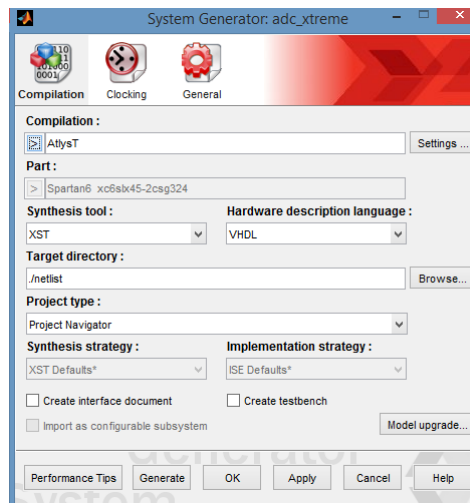 System Generator: adc_xtreme
Compilation Clocking General
Compilation :
> AtlysT Settings ...
Part :
> Spartan6 xc6slx45-2csg324
Synthesis tool : Hardware description language :
XST VHDL
Target directory :
./netlist Browse...
Project type :
Project Navigator
Synthesis strategy : Implementation strategy :
XST Defaults* ISE Defaults*
Create interface document Create testbench
Import as configurable subsystem Model upgrade...
Performance Tips Generate OK Apply Cancel Help